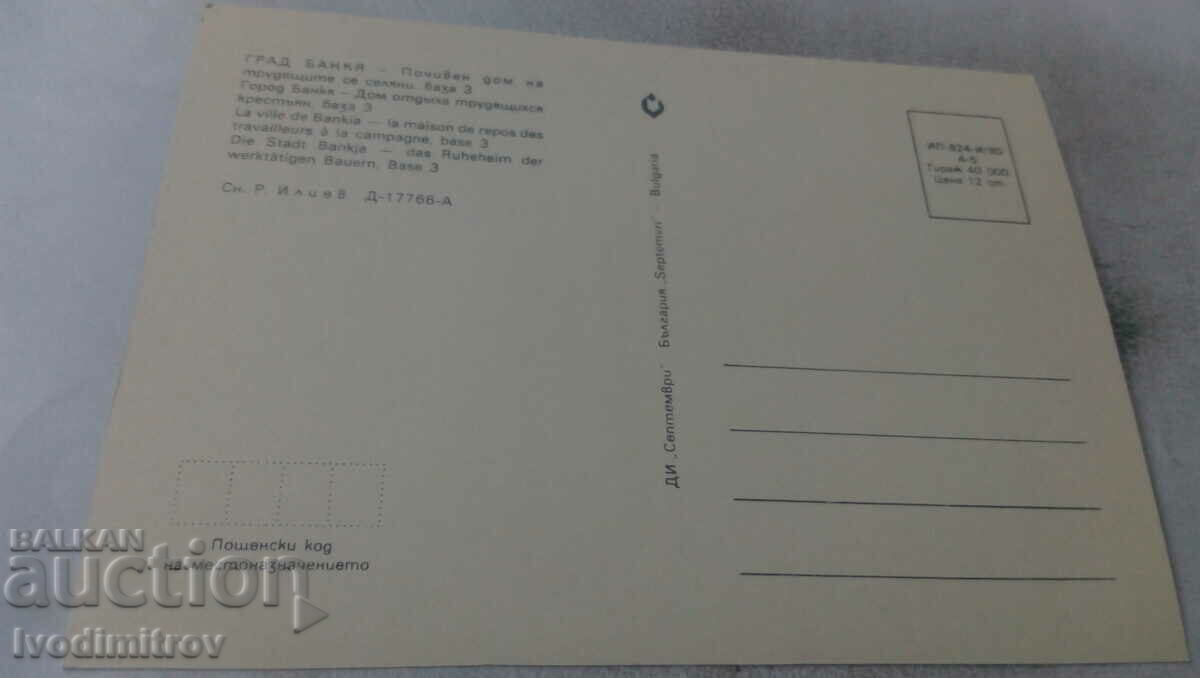 ГРАД БАНКЯ – Почивен дом на
трудящите се селяни, база 3
Город Банкя – Дом отдыха трудящихся
крестьян, база 3
La ville de Bankia — la maison de repos des
travailleurs à la campagne, base 3
Die Stadt Bankja — das Ruheheim der
werktätigen Bauern, Base 3
Сн. Р. Илиев Д-17766-А
ДИ „Септември" България „Septemvri" Bulgaria
А-5
Тираж 40 000
Цена 12 ст.
Пощенски код
на местоназначението
BALKAN
auction
Ivodimitrov